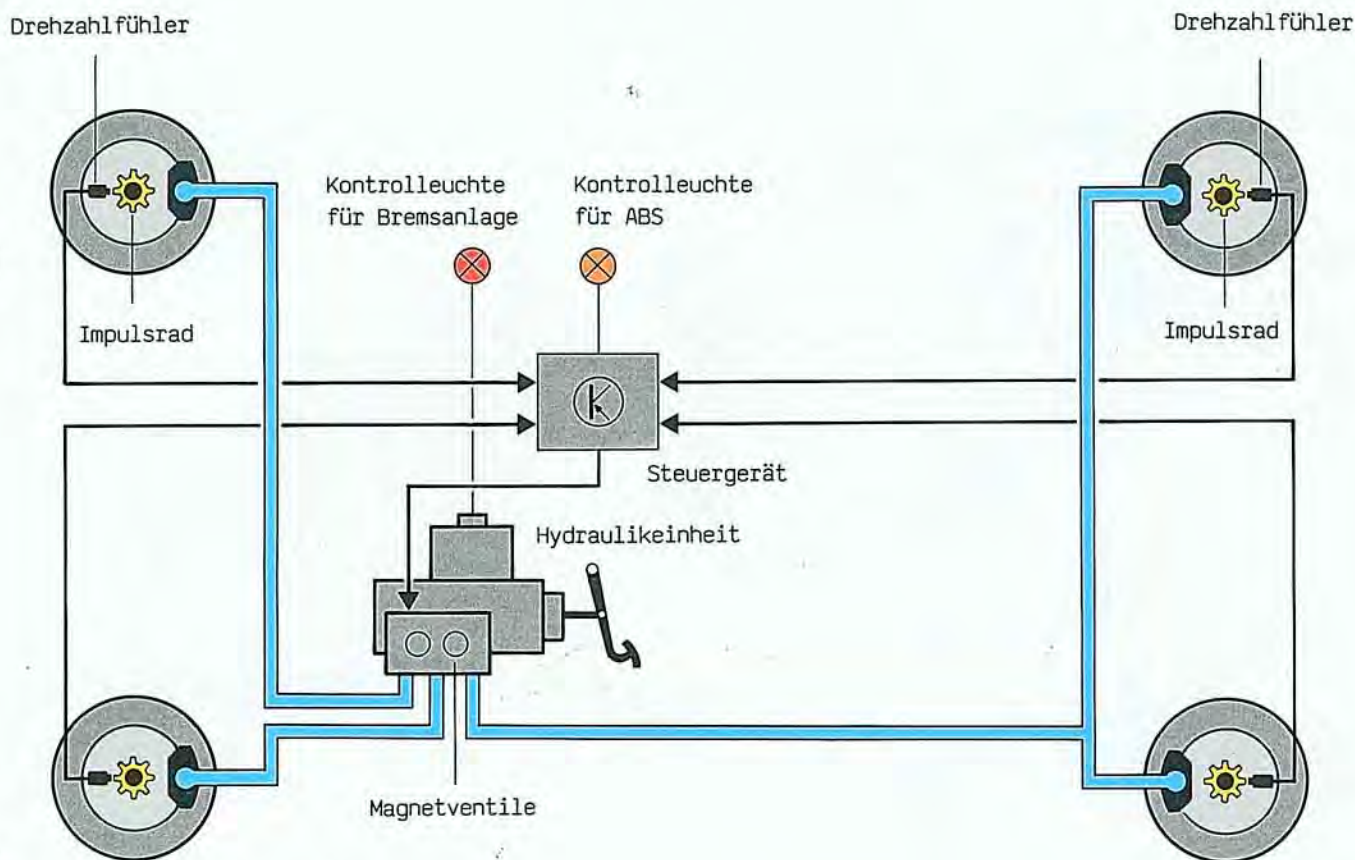 Drehzahlfühler
Drehzahlfühler
Kontrolleuchte
für Bremsanlage
Kontrolleuchte
für ABS
Impulsrad
Impulsrad
Steuergerät
Hydraulikeinheit
Magnetventile